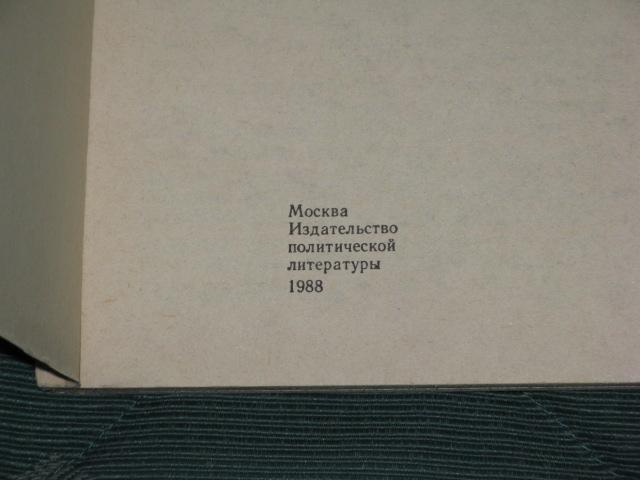 Москва
Издательство
политической
литературы
1988